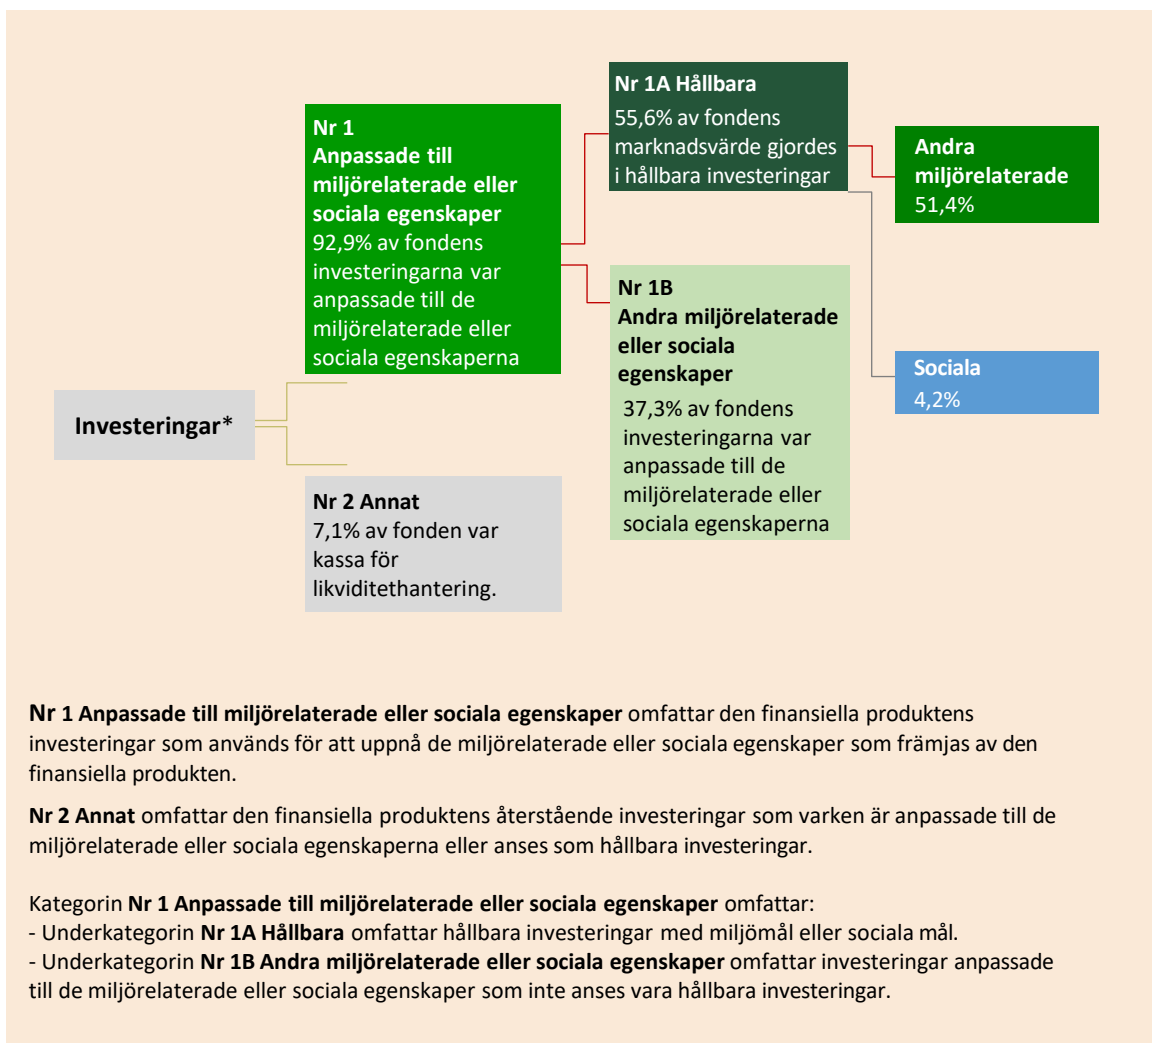 Investeringar*
Nr 1
Anpassade till
miljörelaterade eller
sociala egenskaper
92,9% av fondens
investeringarna var
anpassade till de
miljörelaterade eller
sociala egenskaperna
Nr 2 Annat
7,1% av fonden var
kassa för
likviditethantering.
Nr 1A Hållbara
55,6% av fondens
marknadsvärde gjordes
i hållbara investeringar
Nr 1B
Andra miljörelaterade
eller sociala
egenskaper
37,3% av fondens
investeringarna var
anpassade till de
miljörelaterade eller
sociala egenskaperna
Andra
miljörelaterade
51,4%
Sociala
4,2%
Nr 1 Anpassade till miljörelaterade eller sociala egenskaper omfattar den finansiella produktens
investeringar som används för att uppnå de miljörelaterade eller sociala egenskaper som främjas av den
finansiella produkten.
Nr 2 Annat omfattar den finansiella produktens återstående investeringar som varken är anpassade till de
miljörelaterade eller sociala egenskaperna eller anses som hållbara investeringar.
Kategorin Nr 1 Anpassade till miljörelaterade eller sociala egenskaper omfattar:
- Underkategorin Nr 1A Hållbara omfattar hållbara investeringar med miljömål eller sociala mål.
- Underkategorin Nr 1B Andra miljörelaterade eller sociala egenskaper omfattar investeringar anpassade
till de miljörelaterade eller sociala egenskaper som inte anses vara hållbara investeringar.